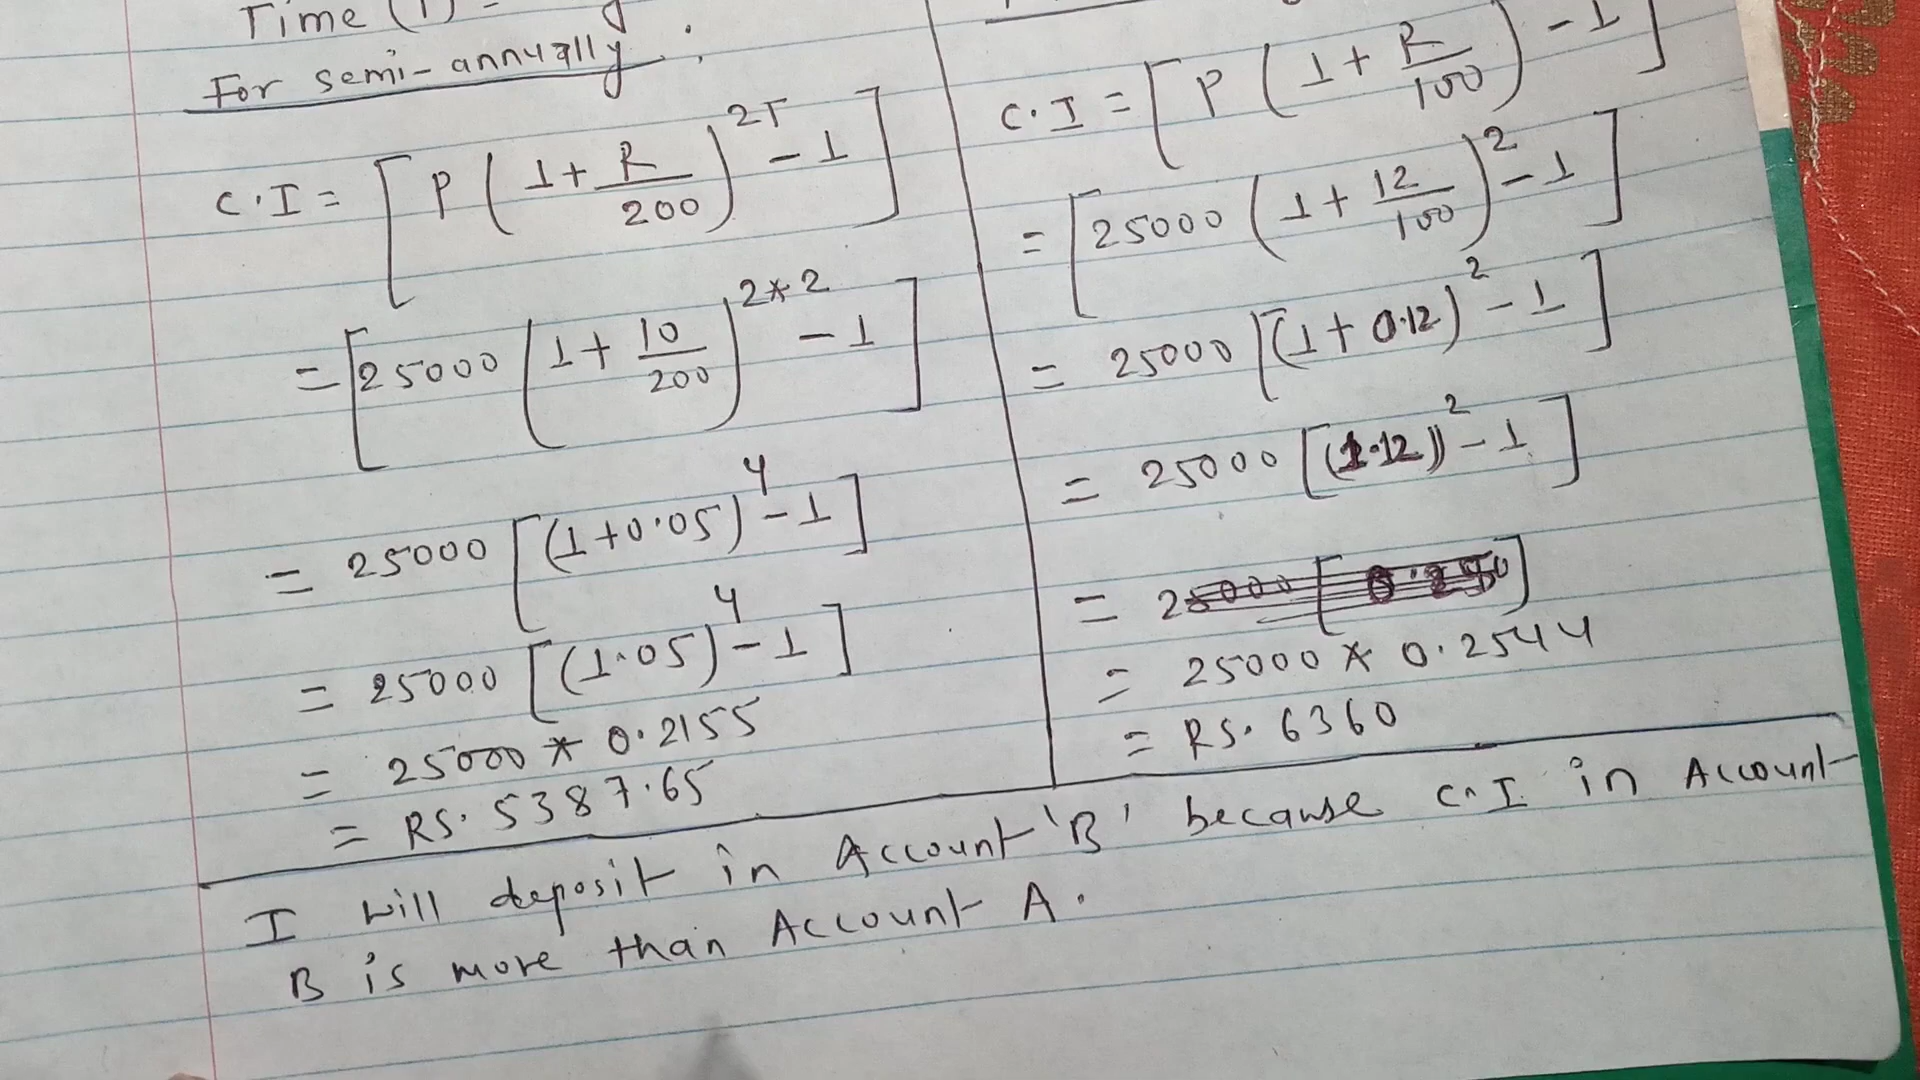 Time (T) =
For semi-annually :
C.I = [P(1 + R/200)^2T - 1]
= [25000 (1 + 10/200)^2*2 - 1]
= 25000 [(1+0.05)^4 - 1]
= 25000 [(1.05)^4 - 1]
= 25000 * 0.2155
= RS. 5387.65
C.I = [P(1 + R/100) - 1]
= [25000 (1 + 12/100)^2 - 1]
= 25000 [(1 + 0.12)^2 - 1]
= 25000 [(1.12)^2 - 1]
=
= 25000 * 0.2544
= RS. 6360
I will deposit in Account 'B' because C.I in Account
B is more than Account A.